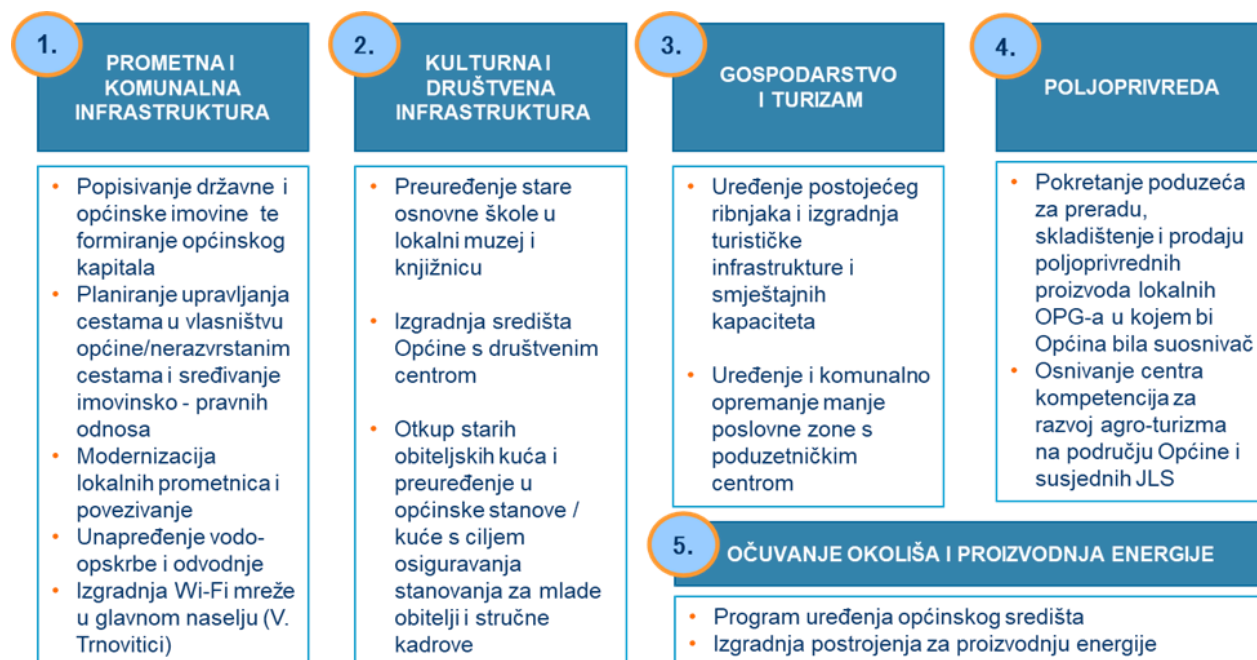 1.
PROMETNA I
KOMUNALNA
INFRASTRUKTURA
• Popisivanje državne i
općinske imovine te
formiranje općinskog
kapitala
• Planiranje upravljanja
cestama u vlasništvu
općine/nerazvrstanim
cestama i sređivanje
imovinsko - pravnih
odnosa
• Modernizacija
lokalnih prometnica i
povezivanje
• Unapređenje vodo-
opskrbe i odvodnje
• Izgradnja Wi-Fi mreže
u glavnom naselju (V.
Trnovitici)
2.
KULTURNA I
DRUŠTVENA
INFRASTRUKTURA
• Preuređenje stare
osnovne škole u
lokalni muzej i
knjižnicu
• Izgradnja središta
Općine s društvenim
centrom
• Otkup starih
obiteljskih kuća i
preuređenje u
općinske stanove /
kuće s ciljem
osiguravanja
stanovanja za mlade
obitelji i stručne
kadrove
3.
GOSPODARSTVO
I TURIZAM
• Uređenje postojećeg
ribnjaka i izgradnja
turističke
infrastrukture i
smještajnih
kapaciteta
• Uređenje i komunalno
opremanje manje
poslovne zone s
poduzetničkim
centrom
4.
POLJOPRIVREDA
• Pokretanje poduzeća
za preradu,
skladištenje i prodaju
poljoprivrednih
proizvoda lokalnih
OPG-a u kojem bi
Općina bila suosnivač
• Osnivanje centra
kompetencija za
razvoj agro-turizma
na području Općine i
susjednih JLS
5.
OČUVANJE OKOLIŠA I PROIZVODNJA ENERGIJE
• Program uređenja općinskog središta
• Izgradnja postrojenja za proizvodnju energije